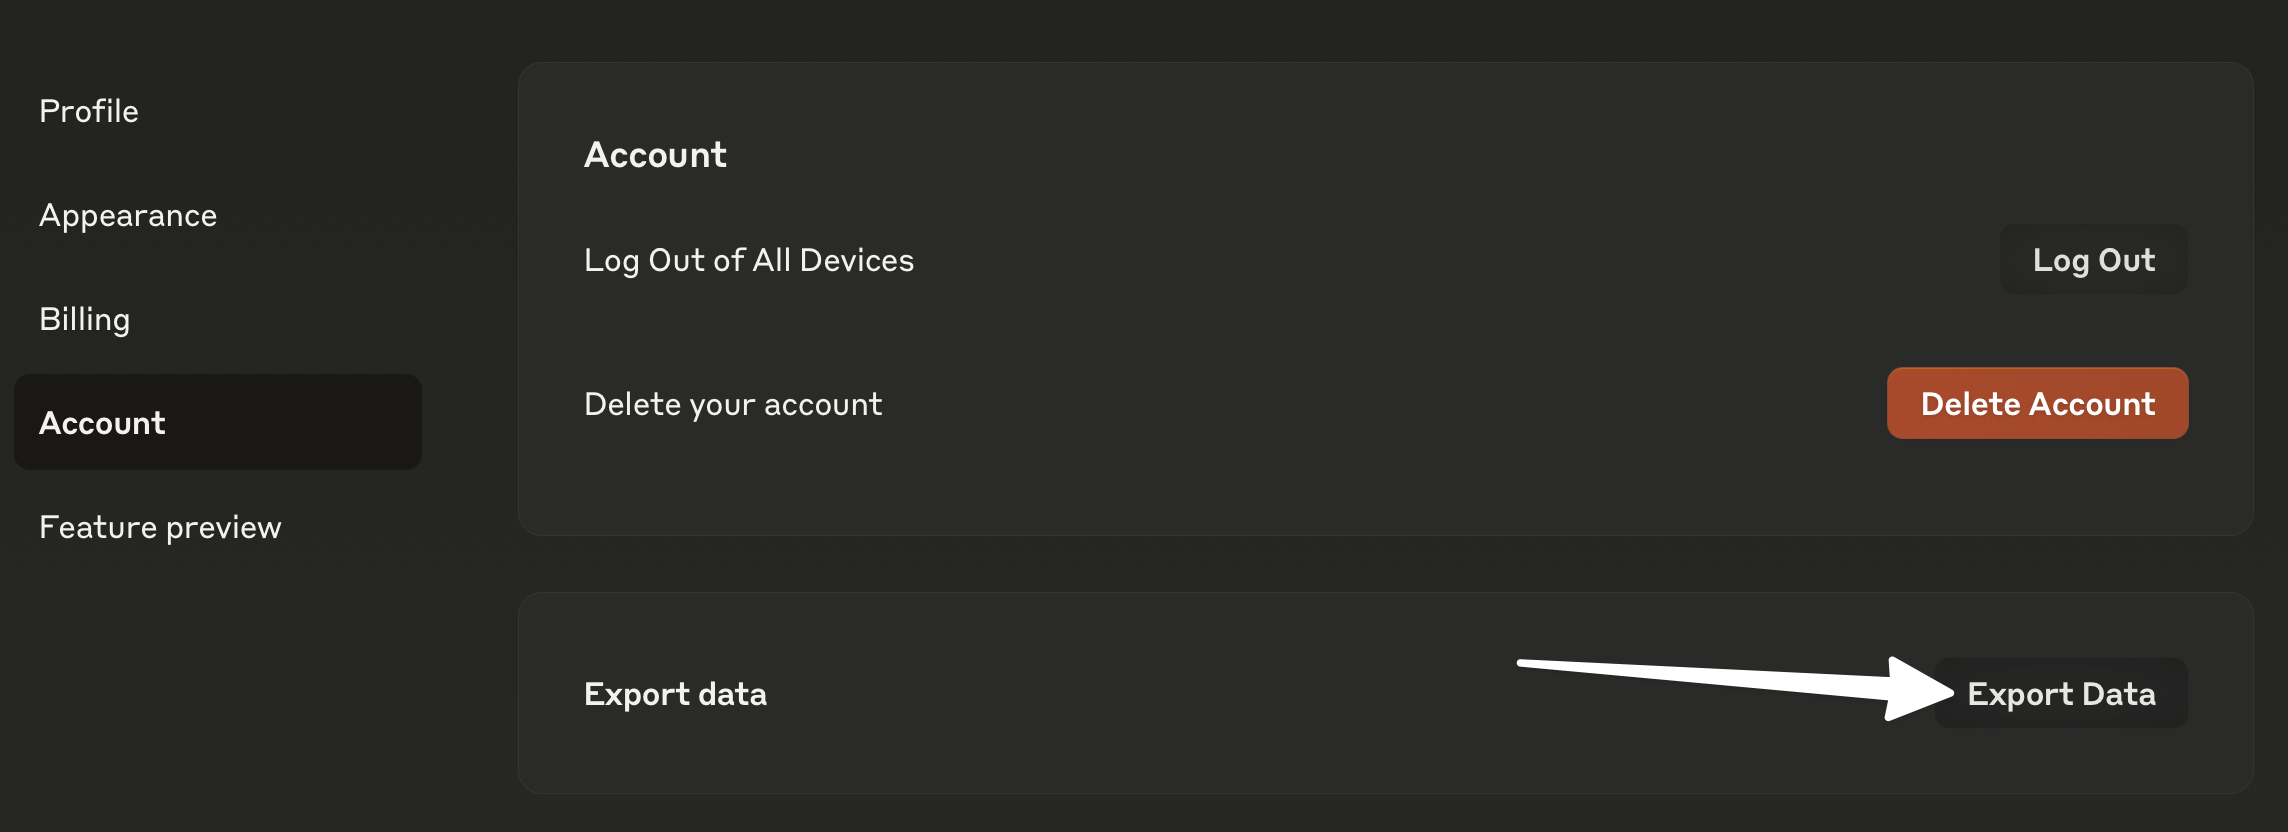 Profile
Appearance
Billing
Account
Feature preview
Account
Log Out of All Devices
Log Out
Delete your account
Delete Account
Export data
Export Data